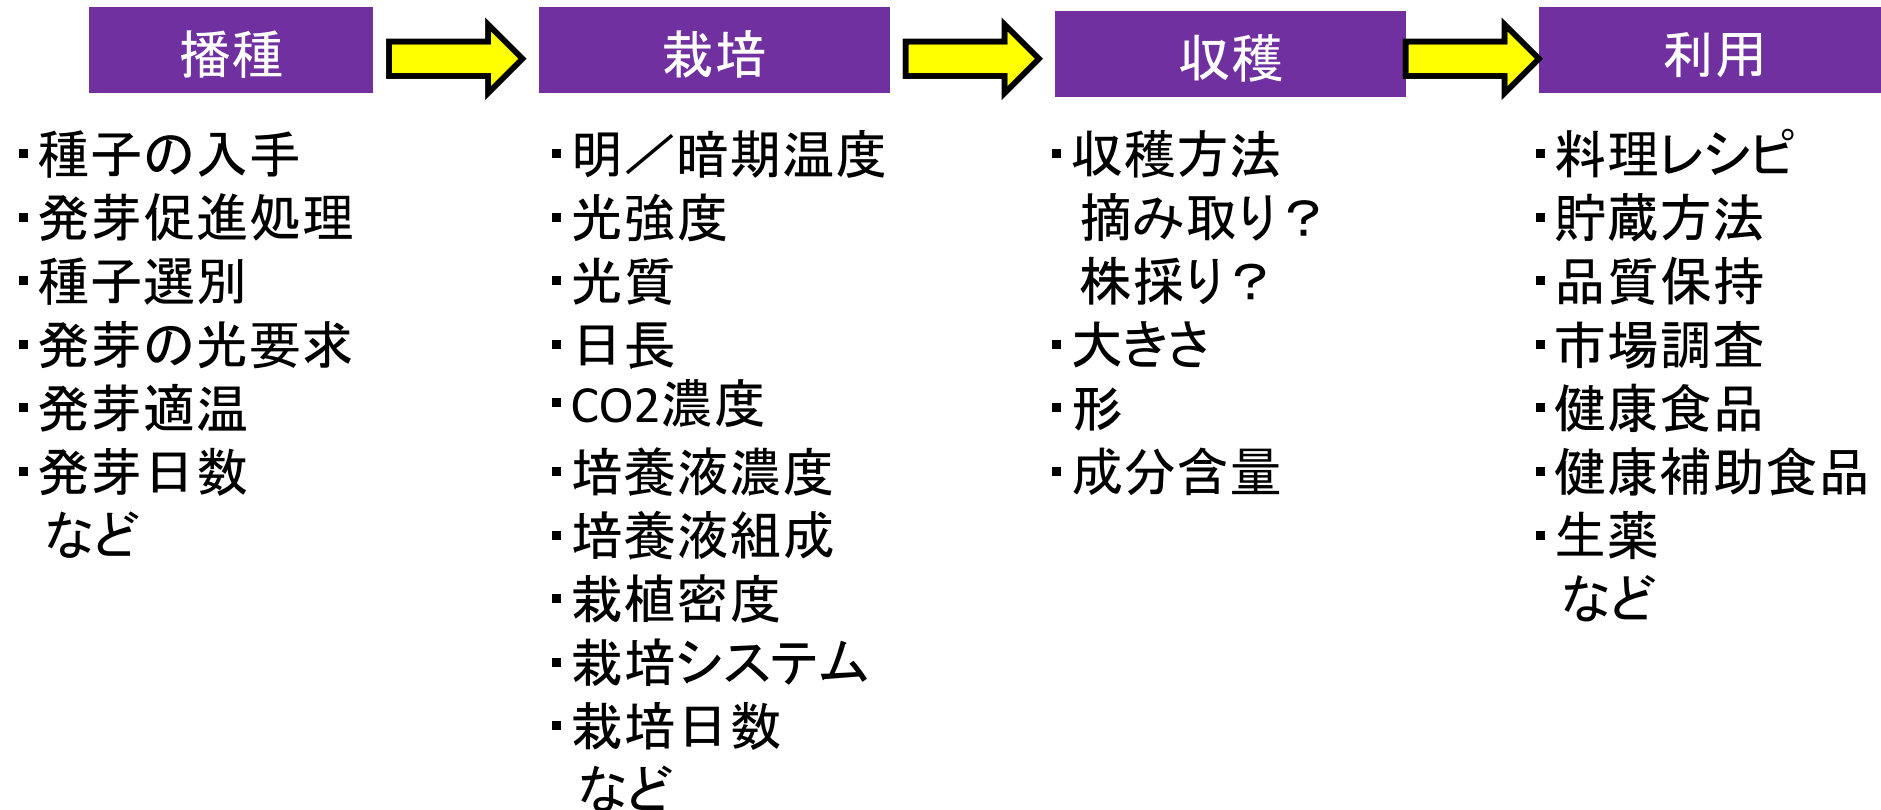 播種
・種子の入手
・発芽促進処理
・種子選別
・発芽の光要求
・発芽適温
・発芽日数
など
栽培
・明／暗期温度
・光強度
・光質
・日長
・CO2濃度
・培養液濃度
・培養液組成
・栽植密度
・栽培システム
・栽培日数
など
収穫
・収穫方法
摘み取り？
株採り？
・大きさ
・形
・成分含量
利用
・料理レシピ
・貯蔵方法
・品質保持
・市場調査
・健康食品
・健康補助食品
・生薬
など